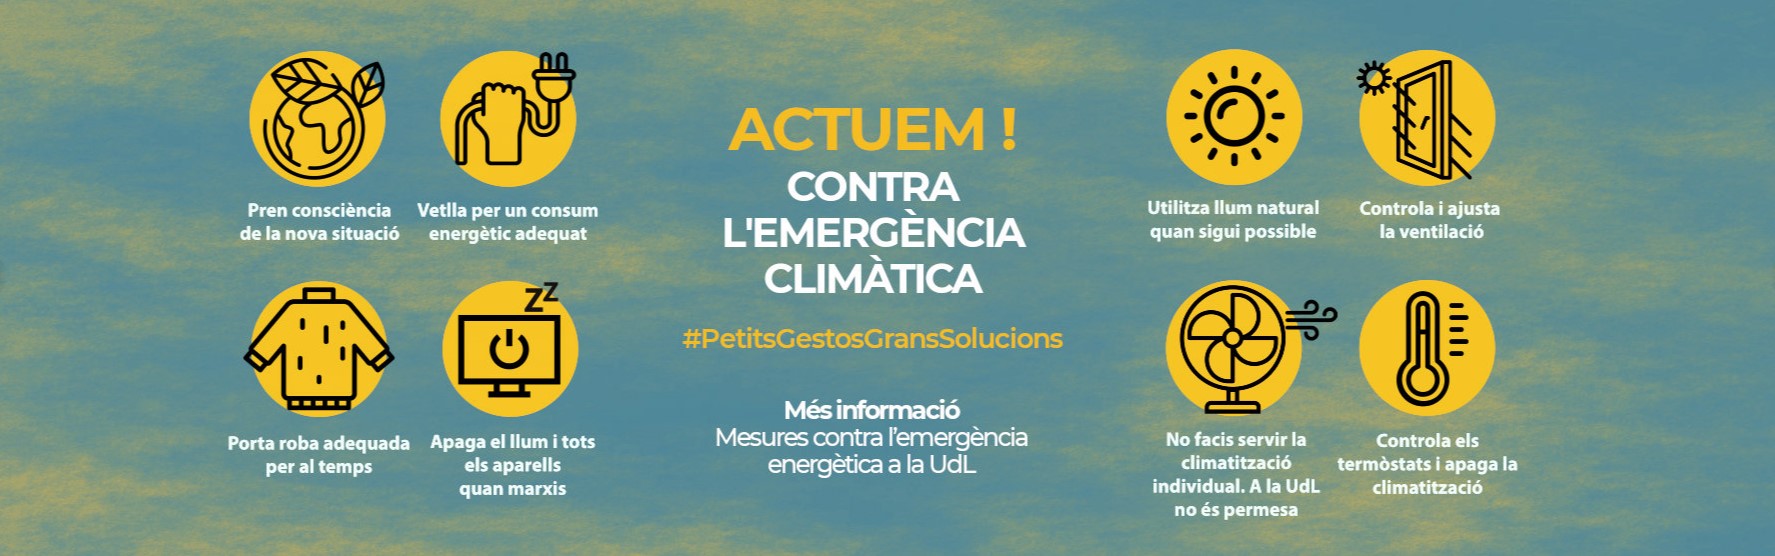 Pren consciència
de la nova situació
Vetlla per un consum
energètic adequat
Porta roba adequada
per al temps
ZZ
Apaga el llum i tots
els aparells
quan marxis
ACTUEM !
CONTRA
L'EMERGÈNCIA
CLIMÀTICA
#PetitsGestosGransSolucions
Més informació
Mesures contra l’emergència
energètica a la UdL
Utilitza llum natural
quan sigui possible
Controla i ajusta
la ventilació
No facis servir la
climatització
individual. A la UdL
no és permesa
Controla els
termòstats i apaga la
climatització